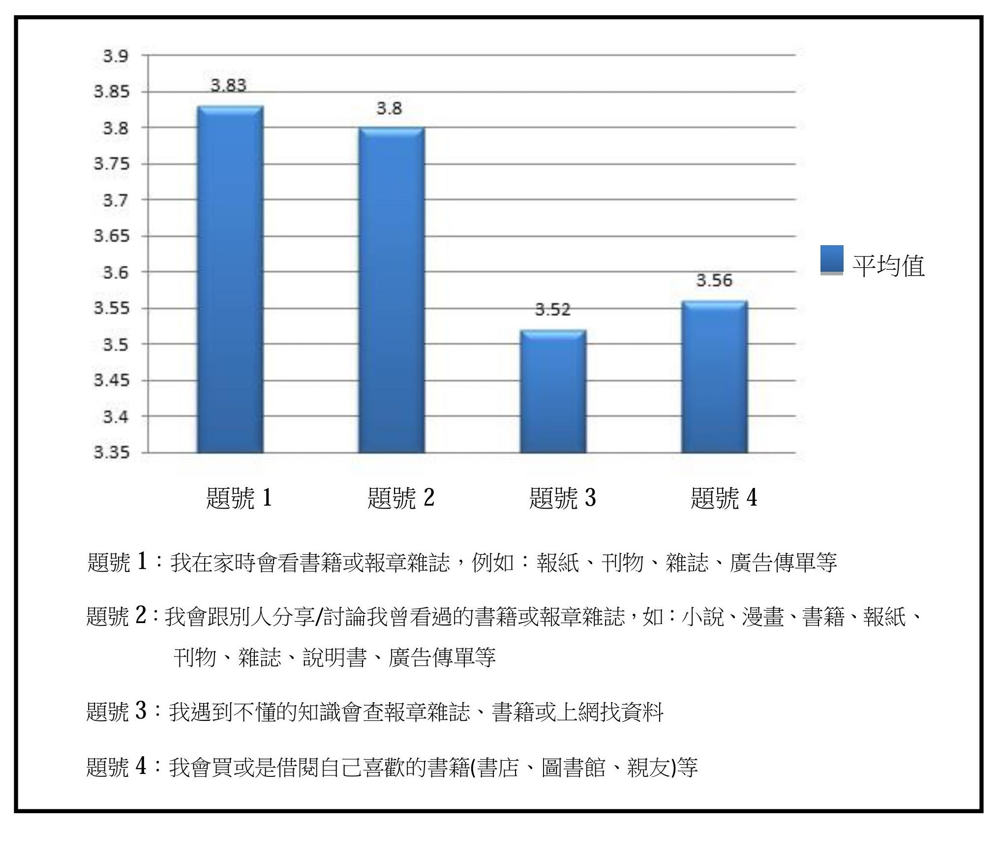 3.9
3.85
3.8
3.75
3.7
3.65
3.6
3.55
3.5
3.45
3.4
3.35
3.83
3.8
3.52
3.56
平均值
題號 1
題號 2
題號 3
題號 4
題號 1：我在家時會看書籍或報章雜誌，例如：報紙、刊物、雜誌、廣告傳單等
題號 2：我會跟別人分享/討論我曾看過的書籍或報章雜誌，如：小說、漫畫、書籍、報紙、
刊物、雜誌、說明書、廣告傳單等
題號 3：我遇到不懂的知識會查報章雜誌、書籍或上網找資料
題號 4：我會買或是借閱自己喜歡的書籍(書店、圖書館、親友)等